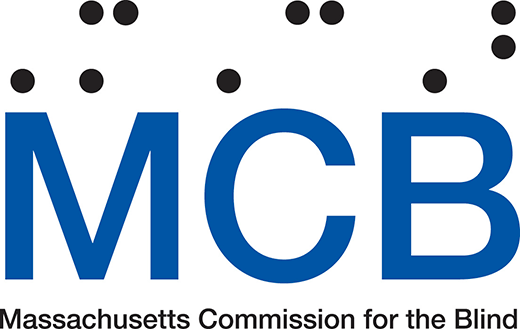 ⠠⠍⠠⠉⠠⠃
MCB
Massachusetts Commission for the Blind